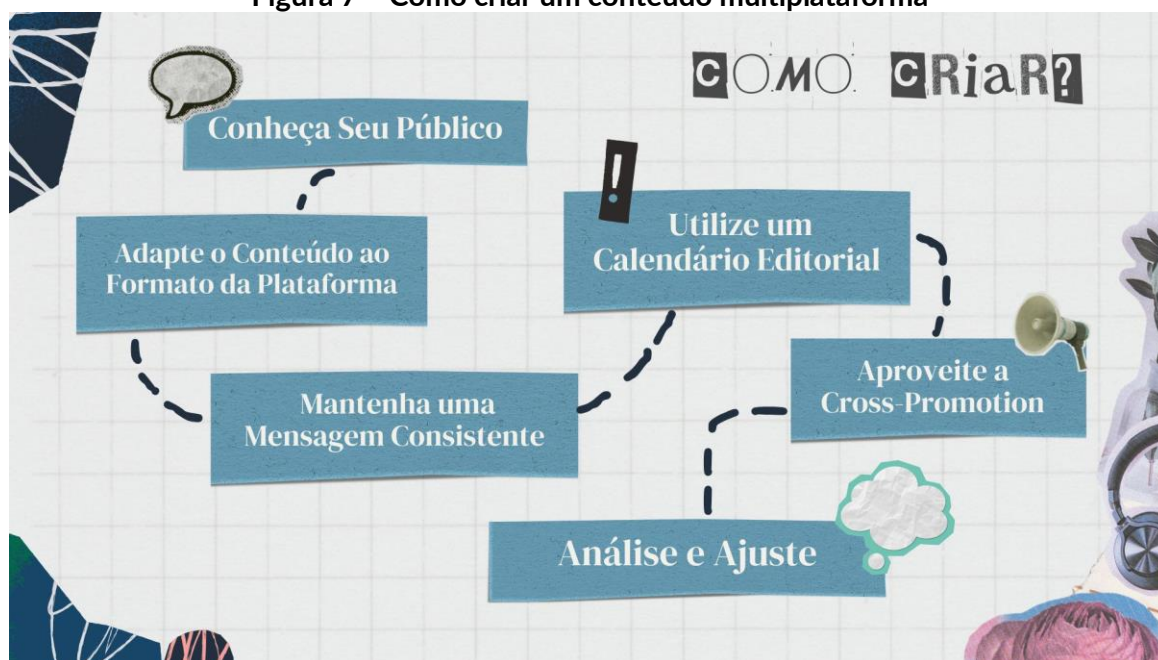 Figura 7 – Como criar um conteúdo multiplataforma
COMO CRiaR?
Conheça Seu Público
Adapte o Conteúdo ao
Formato da Plataforma
Mantenha uma
Mensagem Consistente
!
Utilize um
Calendário Editorial
Aproveite a
Cross-Promotion
Análise e Ajuste